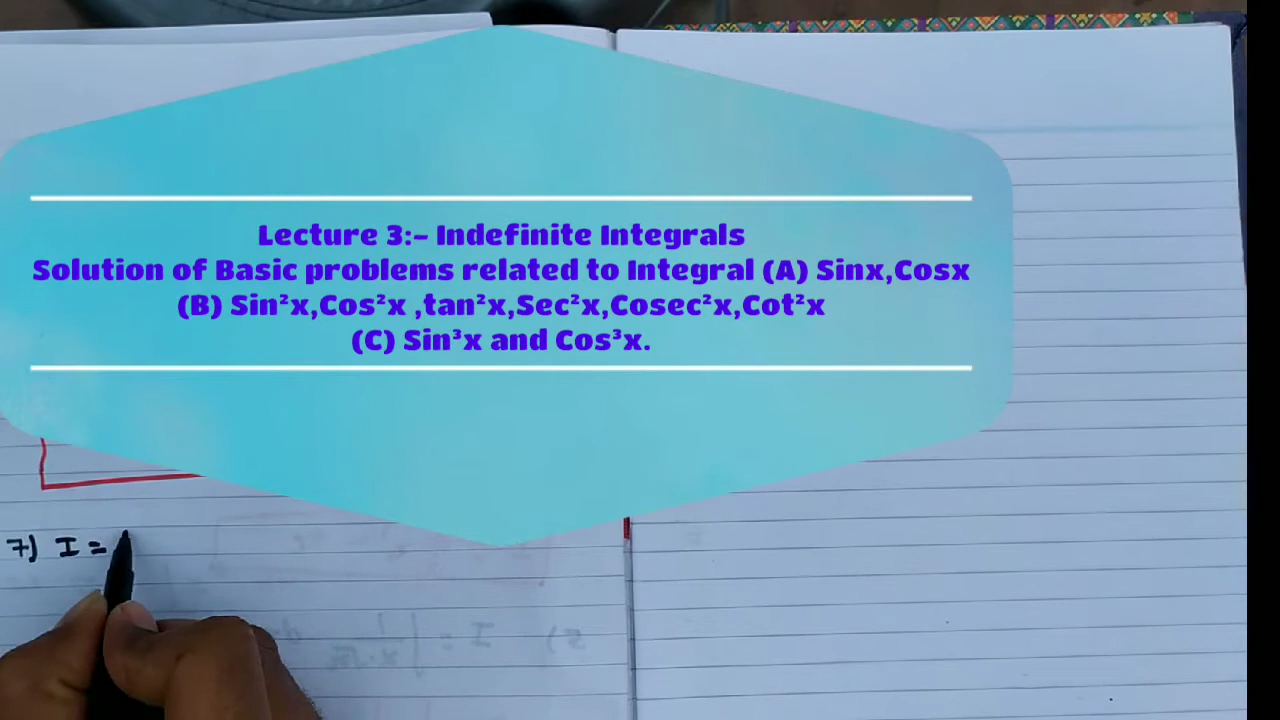 Lecture 3:- Indefinite Integrals
Solution of Basic problems related to Integral (A) Sinx,Cosx
(B) Sin²x,Cos²x ,tan²x,Sec²x,Cosec²x,Cot²x
(C) Sin³x and Cos³x.
7) I =